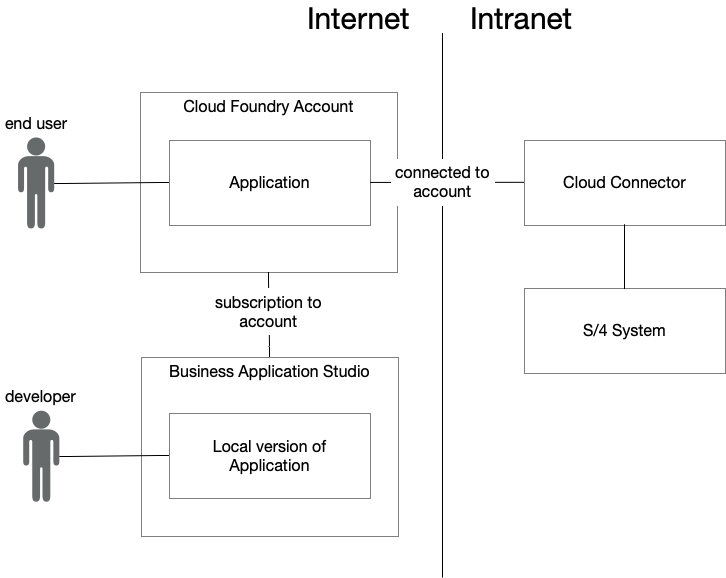 Internet
Intranet
Cloud Foundry Account
end user
Application
connected to
account
Cloud Connector
subscription to
account
S/4 System
Business Application Studio
developer
Local version of
Application